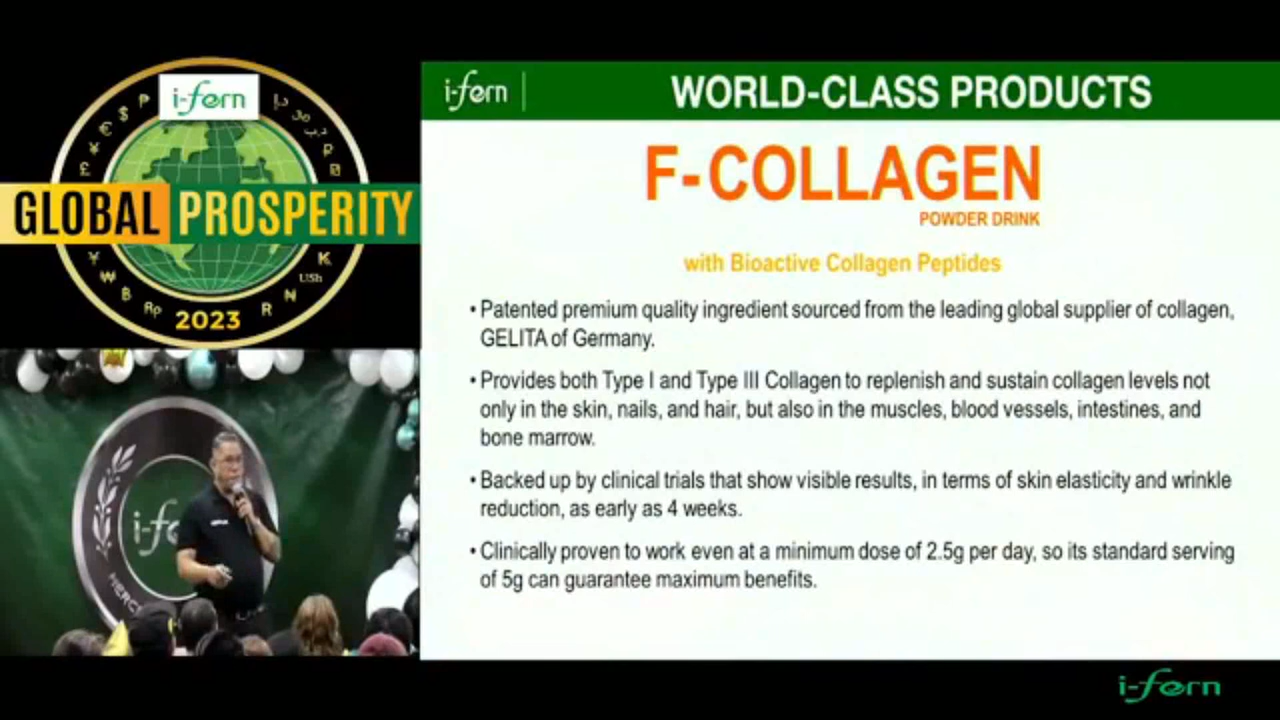 i-fern
GLOBAL PROSPERITY
2023
i-fern
WORLD-CLASS PRODUCTS
F-COLLAGEN
POWDER DRINK
with Bioactive Collagen Peptides
• Patented premium quality ingredient sourced from the leading global supplier of collagen,
GELITA of Germany.
• Provides both Type I and Type III Collagen to replenish and sustain collagen levels not
only in the skin, nails, and hair, but also in the muscles, blood vessels, intestines, and
bone marrow.
• Backed up by clinical trials that show visible results, in terms of skin elasticity and wrinkle
reduction, as early as 4 weeks.
• Clinically proven to work even at a minimum dose of 2.5g per day, so its standard serving
of 5g can guarantee maximum benefits.
i-fern